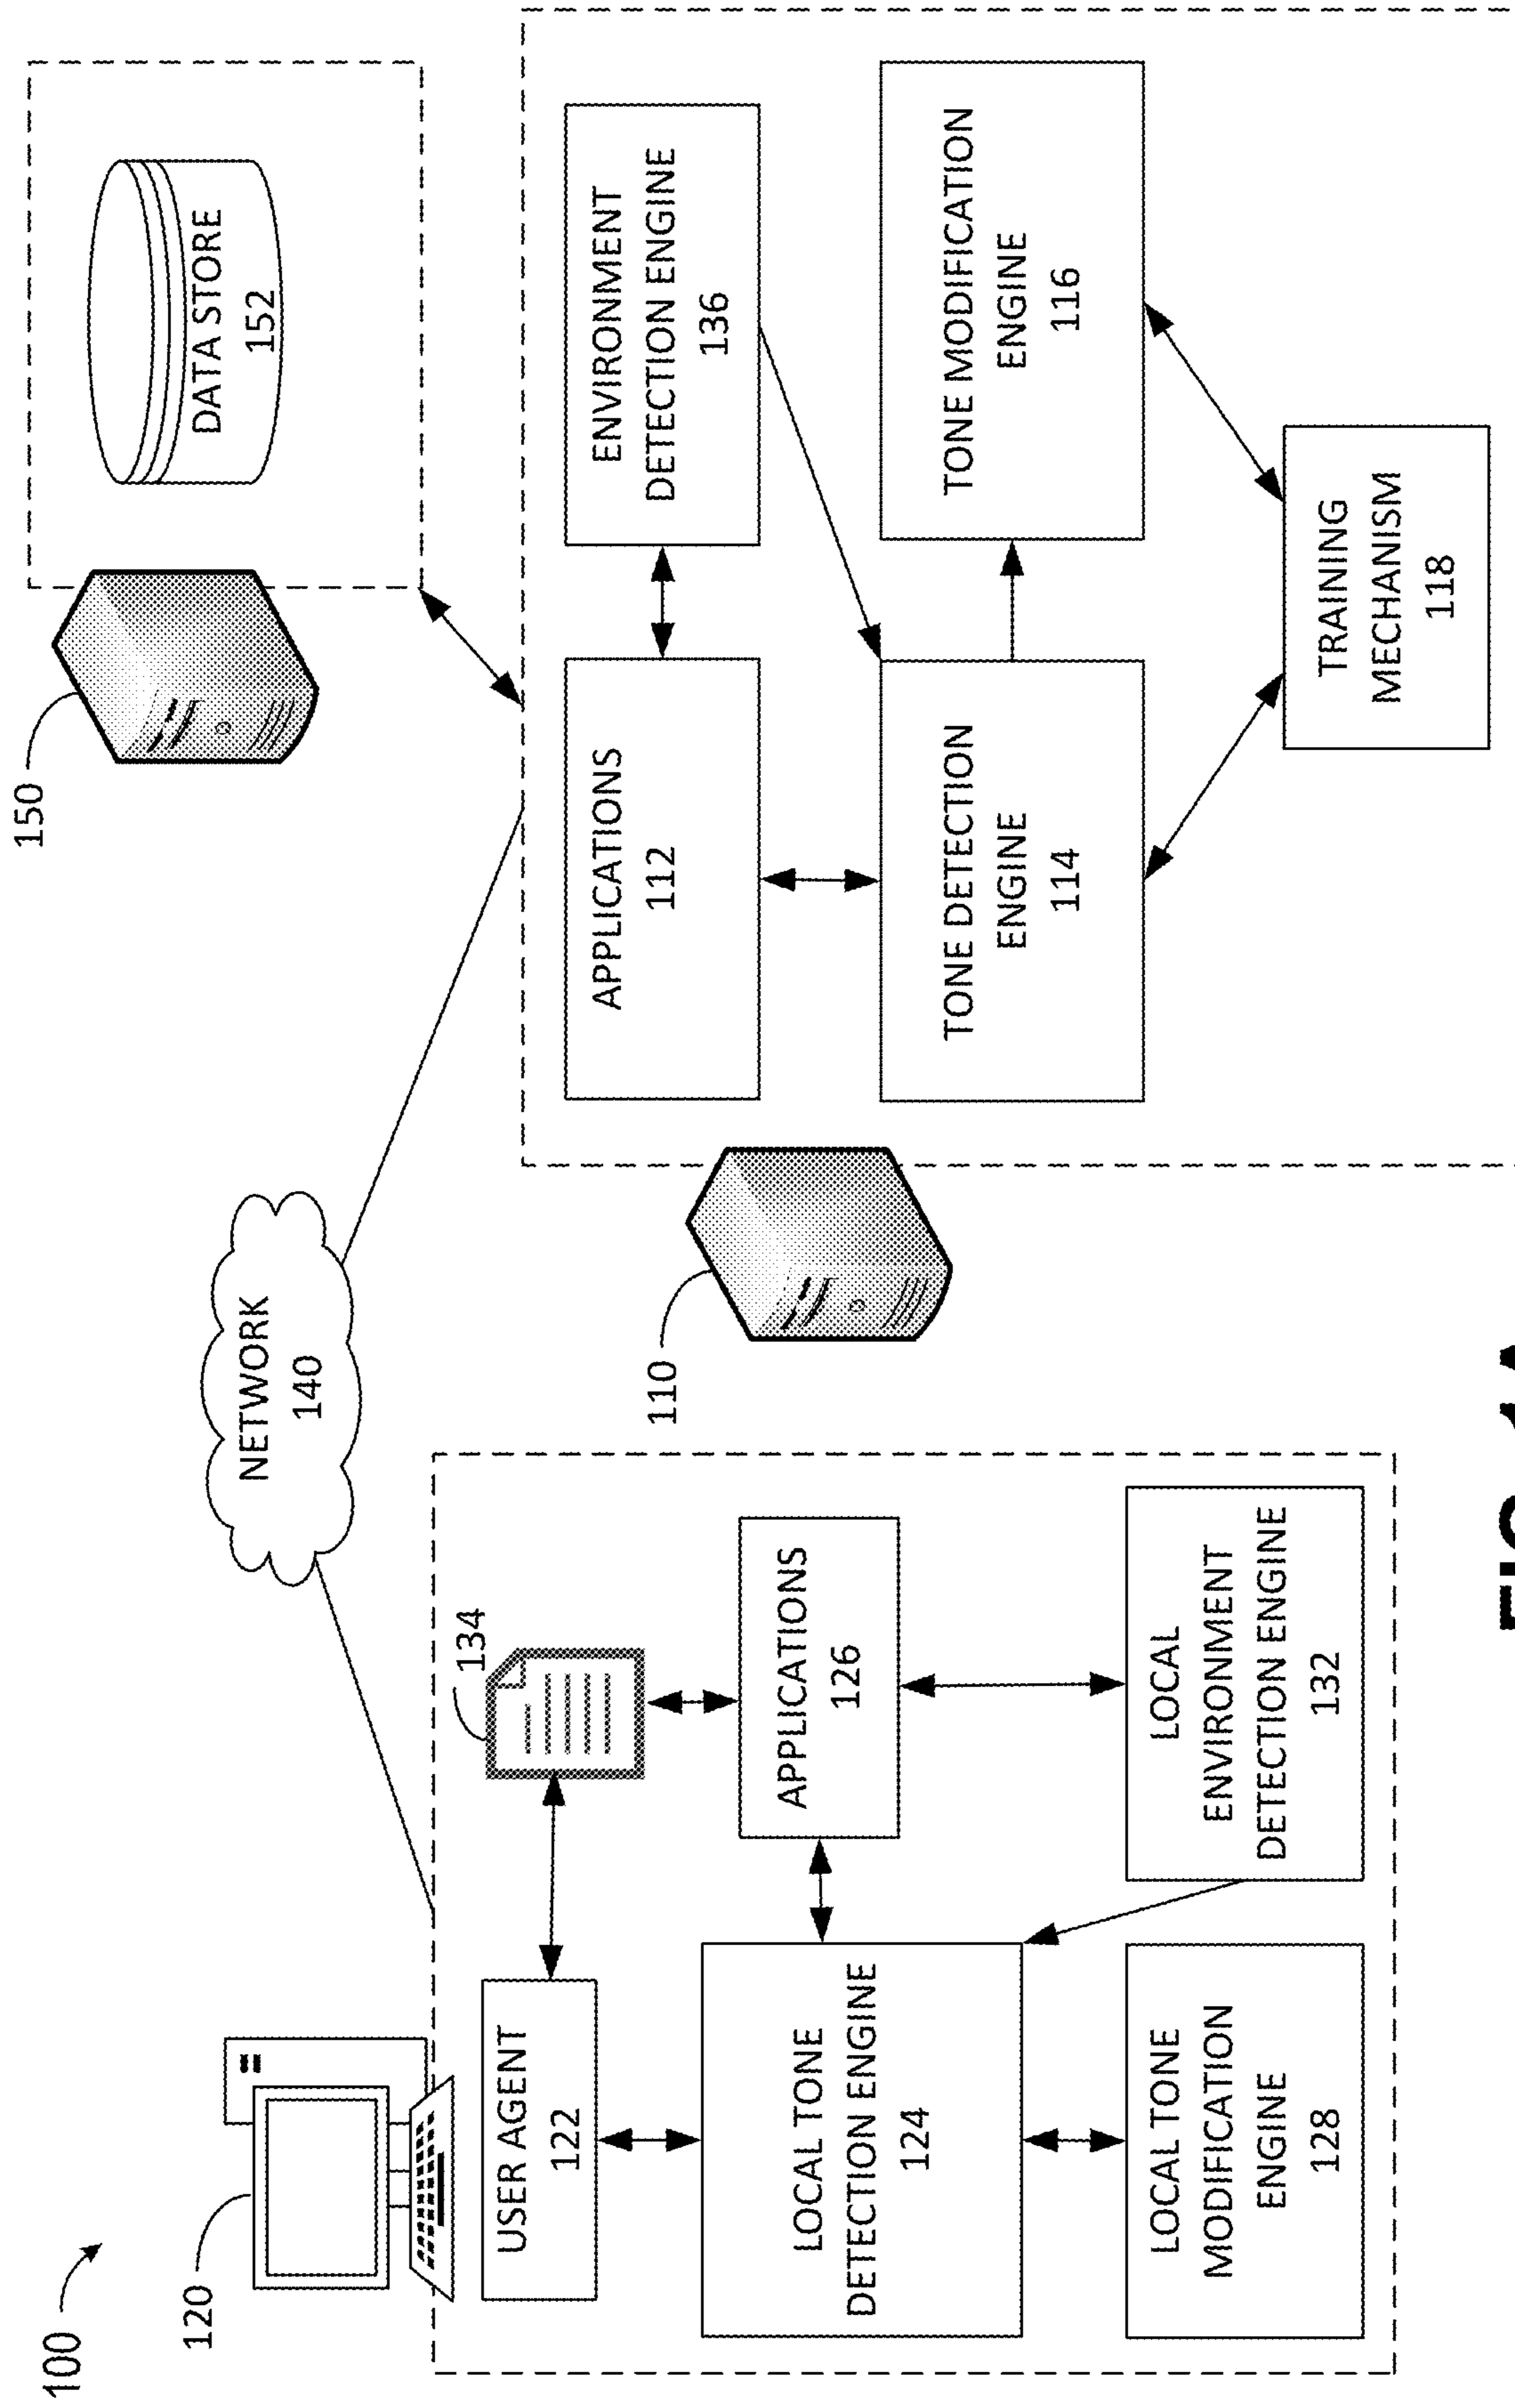 100
120
NETWORK
140
150
DATA STORE
152
USER AGENT
122
134
LOCAL TONE
DETECTION ENGINE
124
APPLICATIONS
126
LOCAL TONE
MODIFICATION
ENGINE
128
LOCAL
ENVIRONMENT
DETECTION ENGINE
132
110
APPLICATIONS
112
ENVIRONMENT
DETECTION ENGINE
136
TONE DETECTION
ENGINE
114
TONE MODIFICATION
ENGINE
116
TRAINING
MECHANISM
118